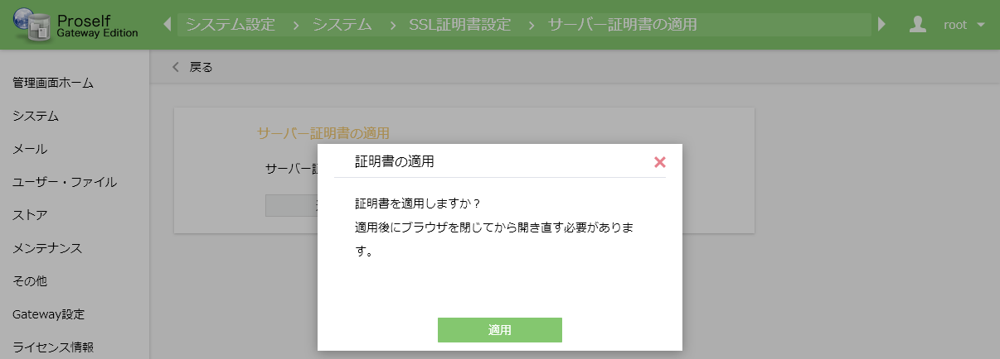 Proself
Gateway Edition
システム設定 › システム › SSL証明書設定 › サーバー証明書の適用
root
戻る
管理画面ホーム
システム
メール
ユーザー・ファイル
ストア
メンテナンス
その他
Gateway設定
ライセンス情報
サーバー証明書の適用
サーバー
証明書の適用
証明書を適用しますか？
適用後にブラウザを閉じてから開き直す必要がありま
す。
適用